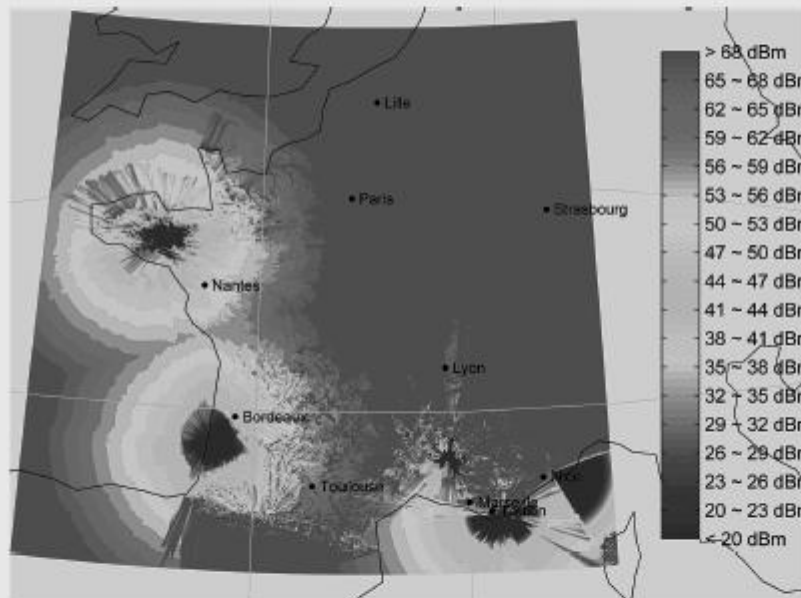 > 68 dBm
65 ~ 68 dBm
62 ~ 65 dBm
Lille
59 ~ 62 dBm
56 ~ 59 dBm
53 ~ 56 dBm
Paris
Strasbourg
50 ~ 53 dBm
47 ~ 50 dBm
Nantes
44 ~ 47 dBm
41 ~ 44 dBm
38 ~ 41 dBm
Lyon
35 ~ 38 dBm
32 ~ 35 dBm
Bordeaux
29 ~ 32 dBm
26 ~ 29 dBm
Toulouse
Nice
23 ~ 26 dBm
Marseille
20 ~ 23 dBm
Toulon
< 20 dBm